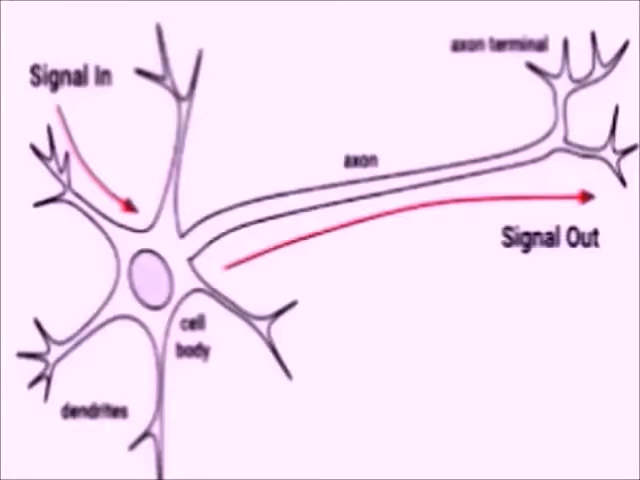 axon terminal
Signal In
axon
Signal Out
cell
body
dendrites